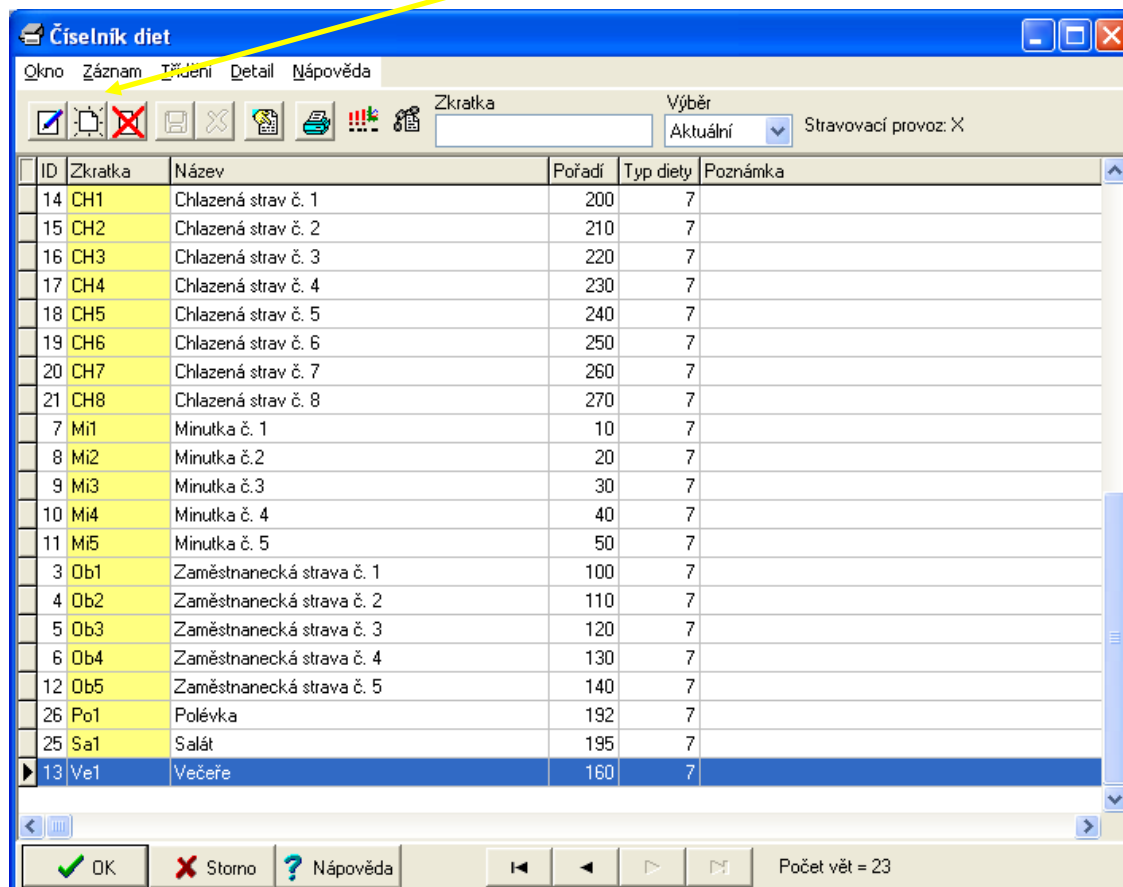 Číselník diet
Okno Záznam Třídění Detail Nápověda
Zkratka Výběr
Aktuální Stravovací provoz: X
ID Zkratka Název Pořadí Typ diety Poznámka
14 CH1 Chlazená strav č. 1 200 7
15 CH2 Chlazená strav č. 2 210 7
16 CH3 Chlazená strav č. 3 220 7
17 CH4 Chlazená strav č. 4 230 7
18 CH5 Chlazená strav č. 5 240 7
19 CH6 Chlazená strav č. 6 250 7
20 CH7 Chlazená strav č. 7 260 7
21 CH8 Chlazená strav č. 8 270 7
7 Mi1 Minutka č. 1 10 7
8 Mi2 Minutka č.2 20 7
9 Mi3 Minutka č.3 30 7
10 Mi4 Minutka č. 4 40 7
11 Mi5 Minutka č. 5 50 7
3 Ob1 Zaměstnanecká strava č. 1 100 7
4 Ob2 Zaměstnanecká strava č. 2 110 7
5 Ob3 Zaměstnanecká strava č. 3 120 7
6 Ob4 Zaměstnanecká strava č. 4 130 7
12 Ob5 Zaměstnanecká strava č. 5 140 7
26 Po1 Polévka 192 7
25 Sa1 Salát 195 7
13 Ve1 Večeře 160 7
OK Storno Nápověda Počet vět = 23